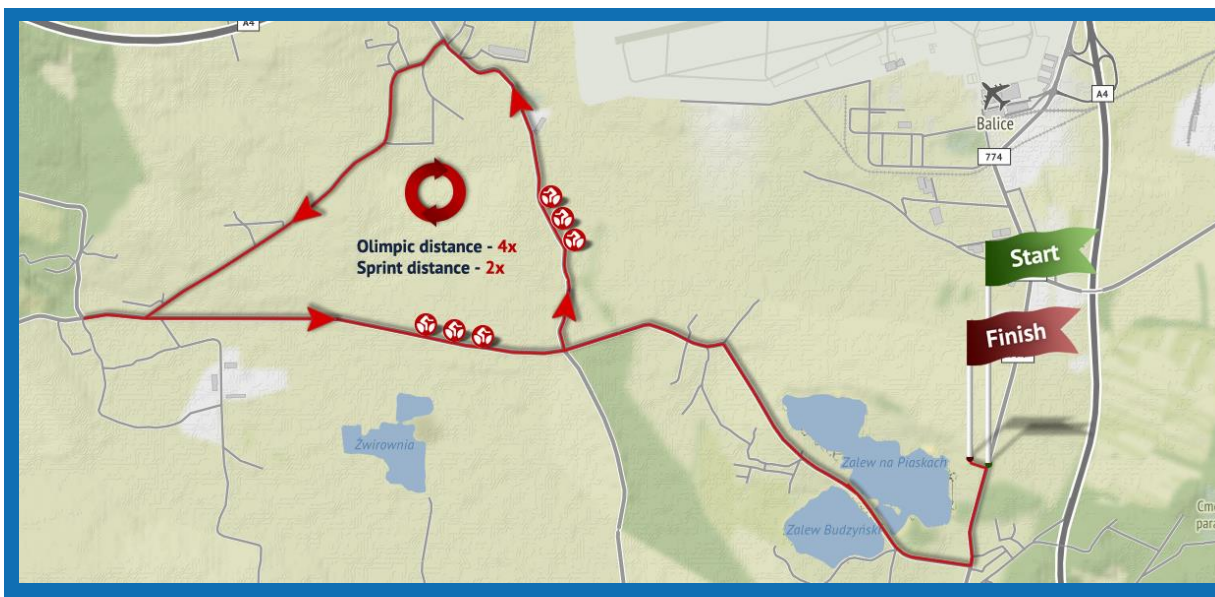 A4
A4
Balice
774
Olimpic distance - 4x
Sprint distance - 2x
Start
Finish
Żwirownia
Zalew na Piaskach
Zalew Budzyński